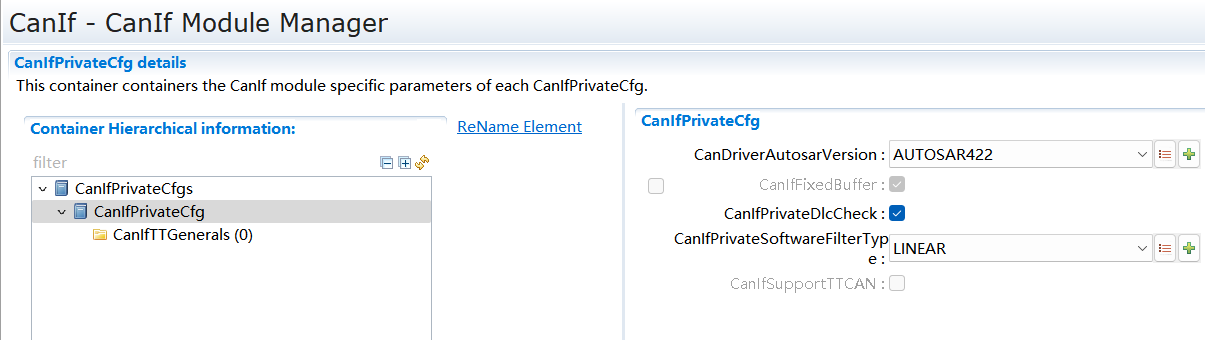 CanIf - CanIf Module Manager
CanIfPrivateCfg details
This container containers the CanIf module specific parameters of each CanIfPrivateCfg.
Container Hierarchical information:
ReName Element
filter
CanIfPrivateCfgs
CanIfPrivateCfg
CanIfTTGenerals (0)
CanIfPrivateCfg
CanDriverAutosarVersion : AUTOSAR422
CanIfFixedBuffer :
CanIfPrivateDlcCheck :
CanIfPrivateSoftwareFilterTyp
e : LINEAR
CanIfSupportTTCAN :